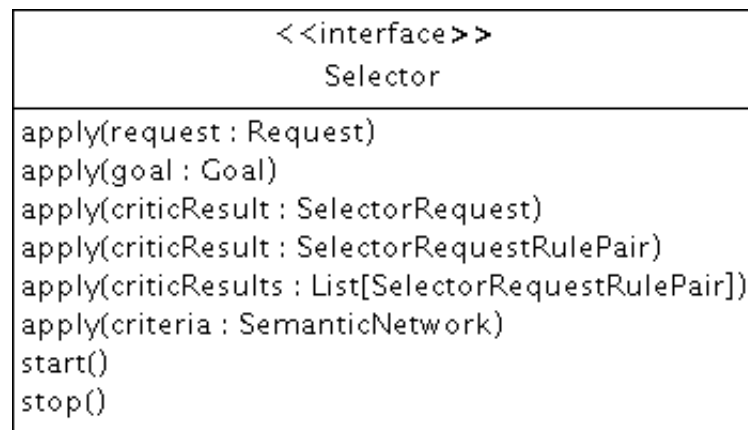 <<interface>>
Selector
apply(request : Request)
apply(goal : Goal)
apply(criticResult : SelectorRequest)
apply(criticResult : SelectorRequestRulePair)
apply(criticResults : List[SelectorRequestRulePair])
apply(criteria : SemanticNetwork)
start()
stop()